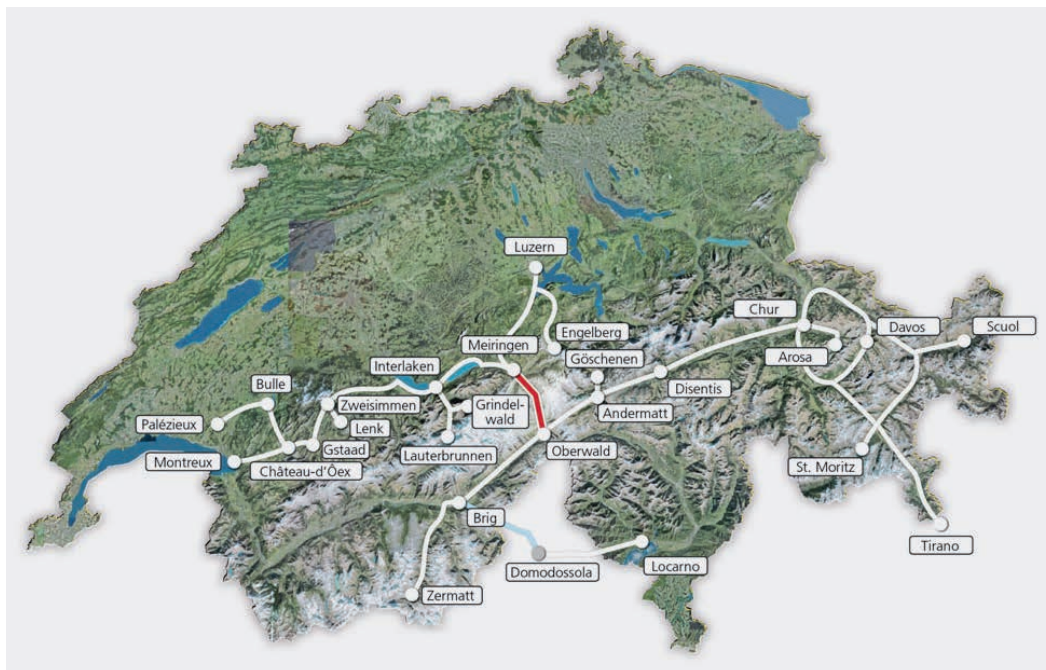 Luzern
Engelberg
Meiringen
Göschenen
Chur
Davos
Scuol
Arosa
Interlaken
Bulle
Zweisimmen
Grindel-
wald
Disentis
Andermatt
Palézieux
Lenk
Gstaad
Montreux
Château-d'Öex
Lauterbrunnen
Oberwald
St. Moritz
Brig
Tirano
Domodossola
Locarno
Zermatt